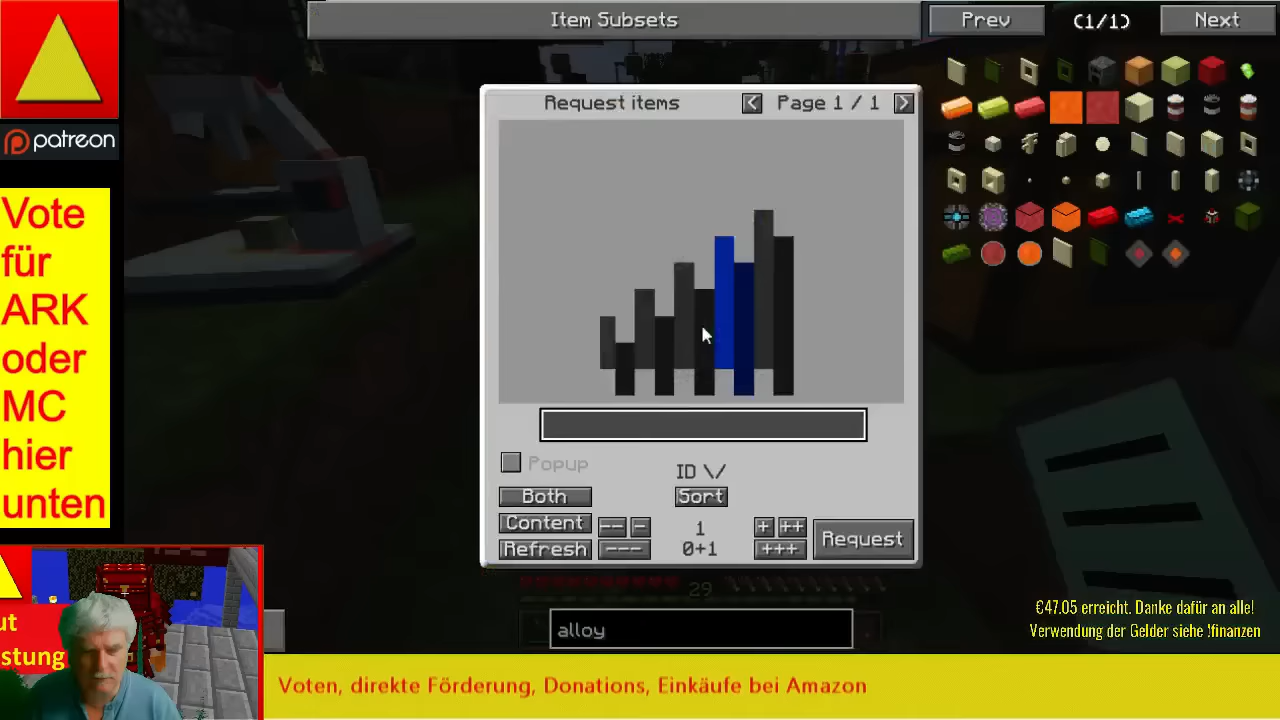 Item Subsets
Prev
(1/1)
Next
patreon
Request items
<
Page 1 / 1
>
Vote
für
ARK
oder
MC
hier
unten
Popup
ID \/
Both
Sort
Content
--
-
1
+
++
Request
Refresh
---
0+1
+++
29
alloy
€47.05 erreicht. Danke dafür an alle!
Verwendung der Gelder siehe !finanzen
ut
stung
Voten, direkte Förderung, Donations, Einkäufe bei Amazon